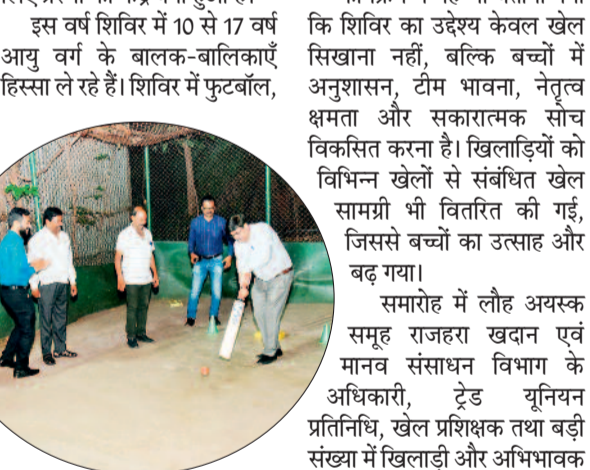 इस वर्ष शिविर में 10 से 17 वर्ष
आयु वर्ग के बालक-बालिकाएँ
हिस्सा ले रहे हैं। शिविर में फुटबॉल,
कि शिविर का उद्देश्य केवल खेल
सिखाना नहीं, बल्कि बच्चों में
अनुशासन, टीम भावना, नेतृत्व
क्षमता और सकारात्मक सोच
विकसित करना है। खिलाड़ियों को
विभिन्न खेलों से संबंधित खेल
सामग्री भी वितरित की गई,
जिससे बच्चों का उत्साह और
बढ़ गया।
समारोह में लौह अयस्क
समूह राजहरा खदान एवं
मानव संसाधन विभाग के
अधिकारी, ट्रेड यूनियन
प्रतिनिधि, खेल प्रशिक्षक तथा बड़ी
संख्या में खिलाड़ी और अभिभावक